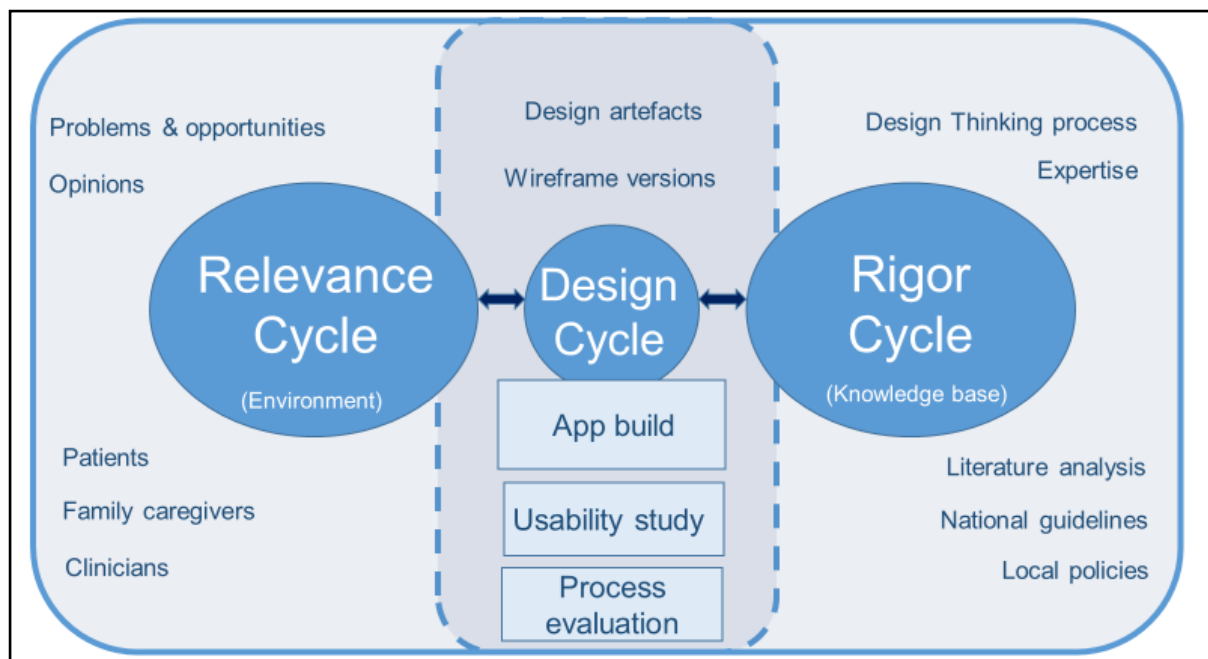 Problems & opportunities
Opinions
Relevance
Cycle
(Environment)
Patients
Family caregivers
Clinicians
Design artefacts
Wireframe versions
Design
Cycle
App build
Usability study
Process
evaluation
Design Thinking process
Expertise
Rigor
Cycle
(Knowledge base)
Literature analysis
National guidelines
Local policies